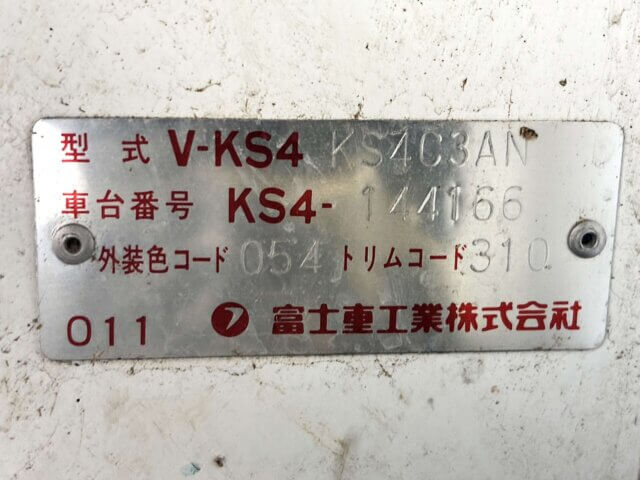 型式 V-KS4 KS4C3AN D
車台番号 KS4-144166
外装色コード 054 トリムコード 310
011 富士重工業株式会社